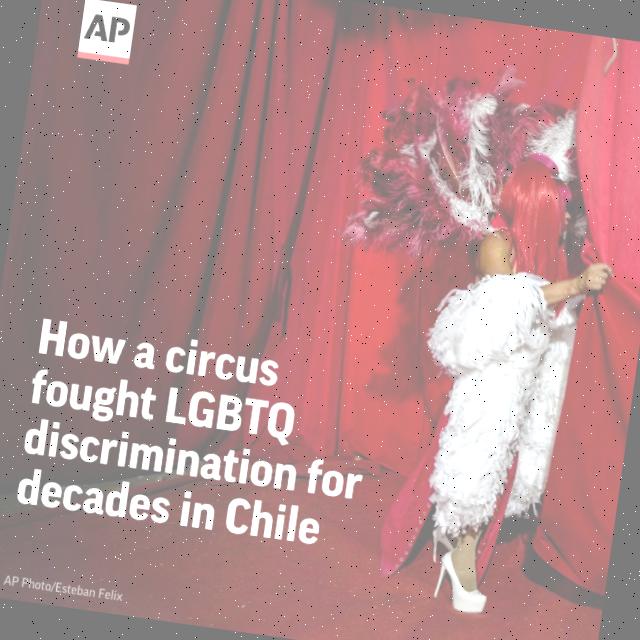 AP
How a circus
fought LGBTQ
discrimination for
decades in Chile
AP Photo/Esteban Felix